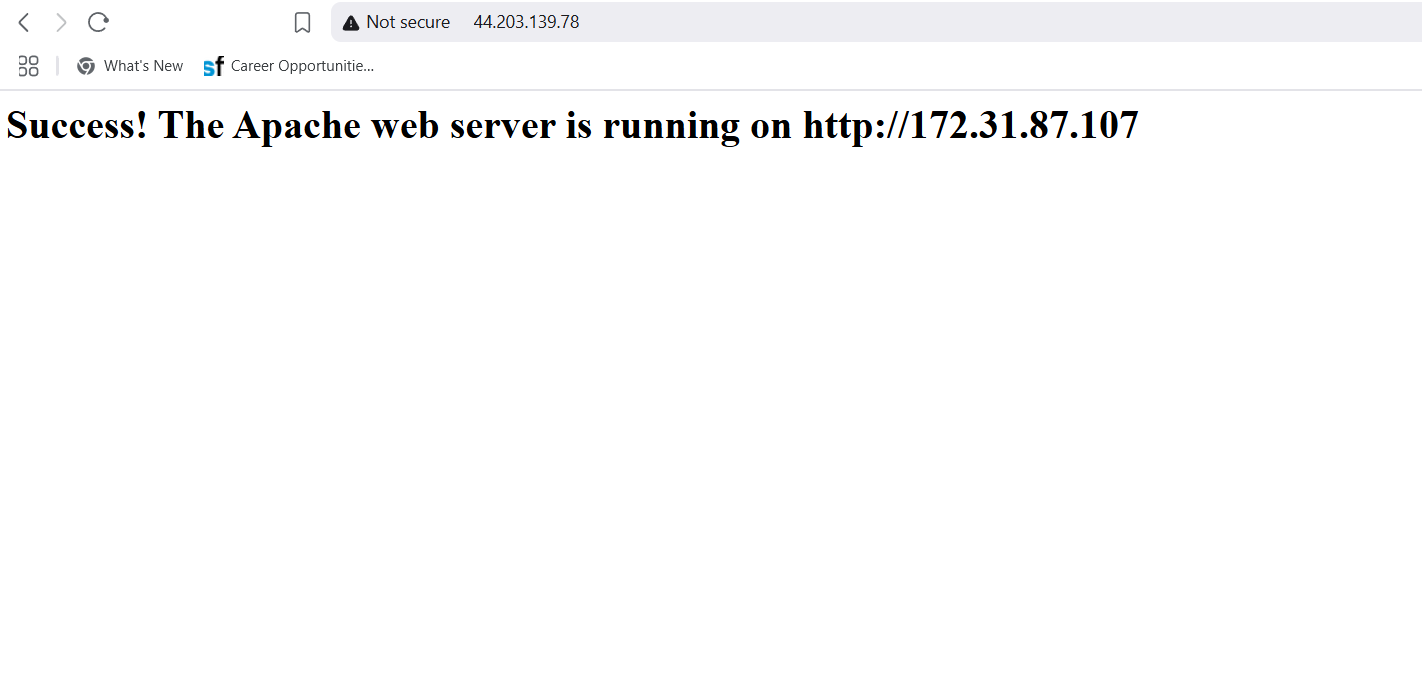 Not secure 44.203.139.78
What's New sf Career Opportunitie...
Success! The Apache web server is running on http://172.31.87.107